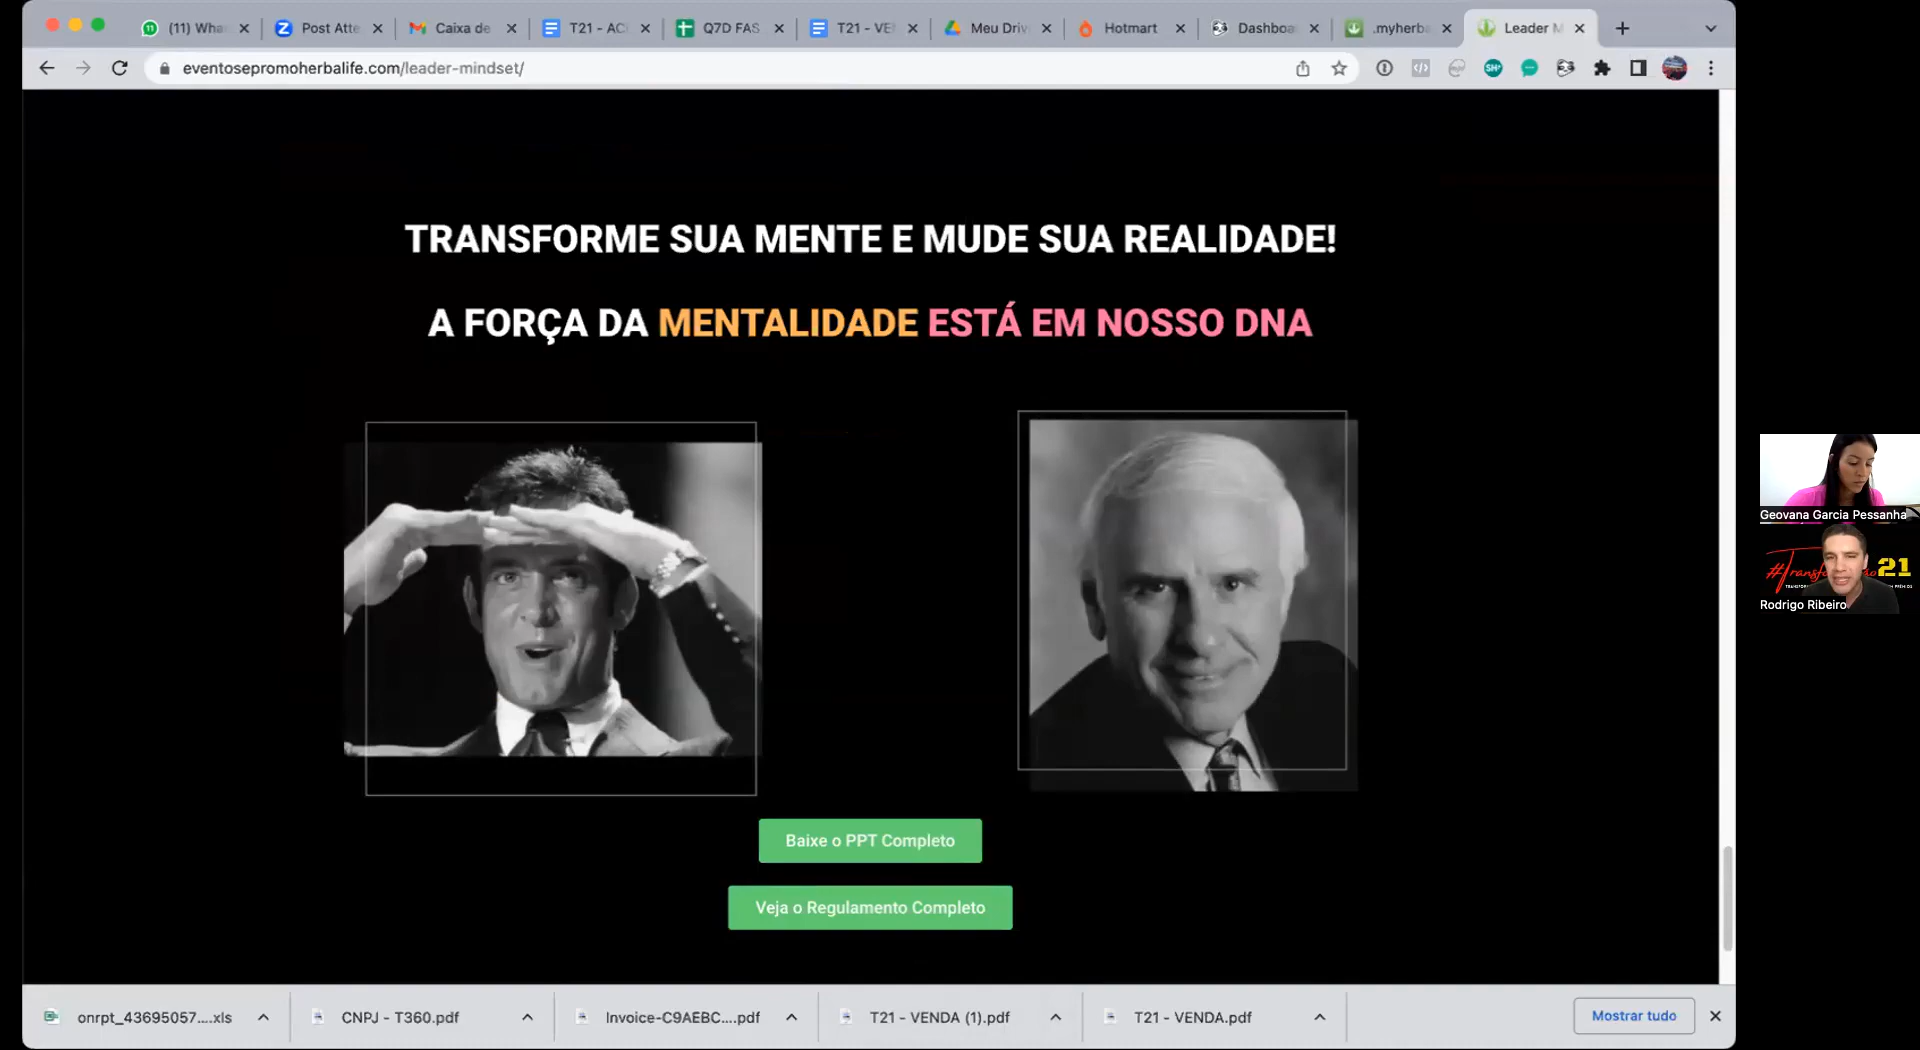 (11) Wha
Post Atte
Caixa de
T21 - AC
Q7D FAS
T21 - VE
Meu Driv
Hotmart
Dashboa
.myherba
Leader M
eventosepromoherbalife.com/leader-mindset/
TRANSFORME SUA MENTE E MUDE SUA REALIDADE!
A FORÇA DA MENTALIDADE ESTÁ EM NOSSO DNA
Geovana Garcia Pessanha
21
Rodrigo Ribeiro
Baixe o PPT Completo
Veja o Regulamento Completo
onrpt_43695057....xls
CNPJ - T360.pdf
Invoice-C9AEBC....pdf
T21 - VENDA (1).pdf
T21 - VENDA.pdf
Mostrar tudo